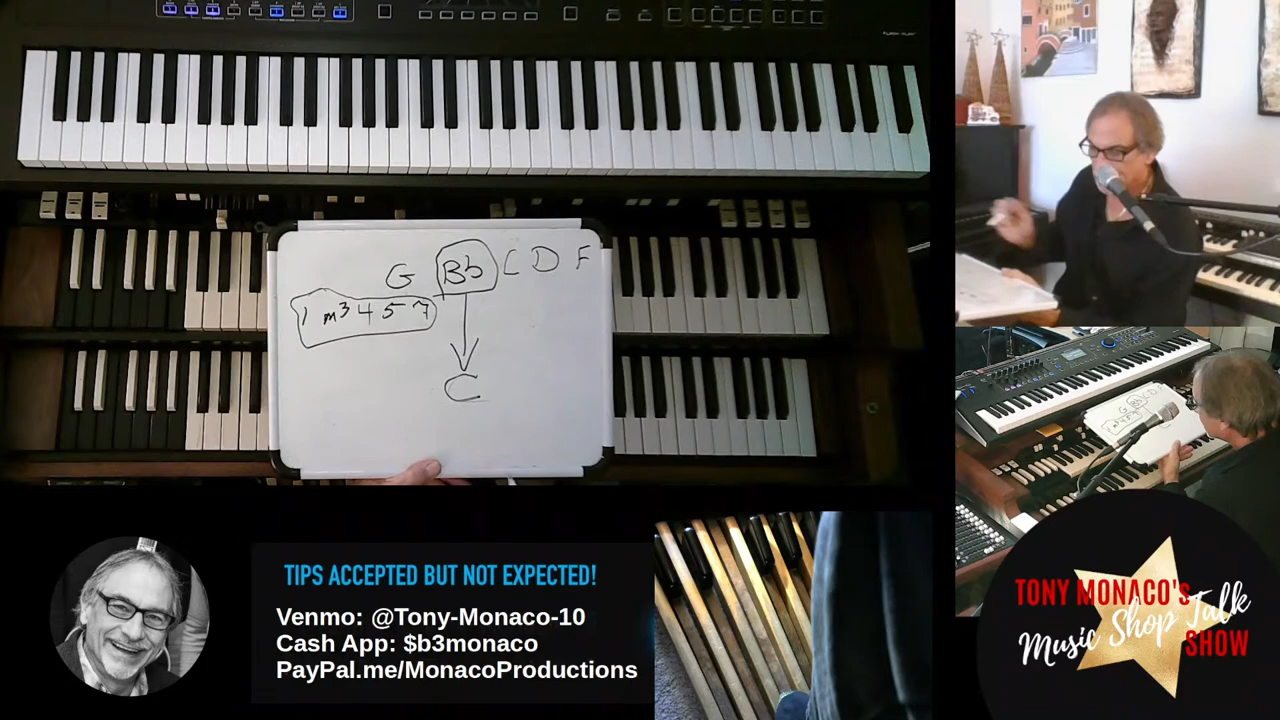 G Bb C D F
1 m3 4 5 7
C
TIPS ACCEPTED BUT NOT EXPECTED!
Venmo: @Tony-Monaco-10
Cash App: $b3monaco
PayPal.me/MonacoProductions
TONY MONACO'S
Music Shop Talk
SHOW